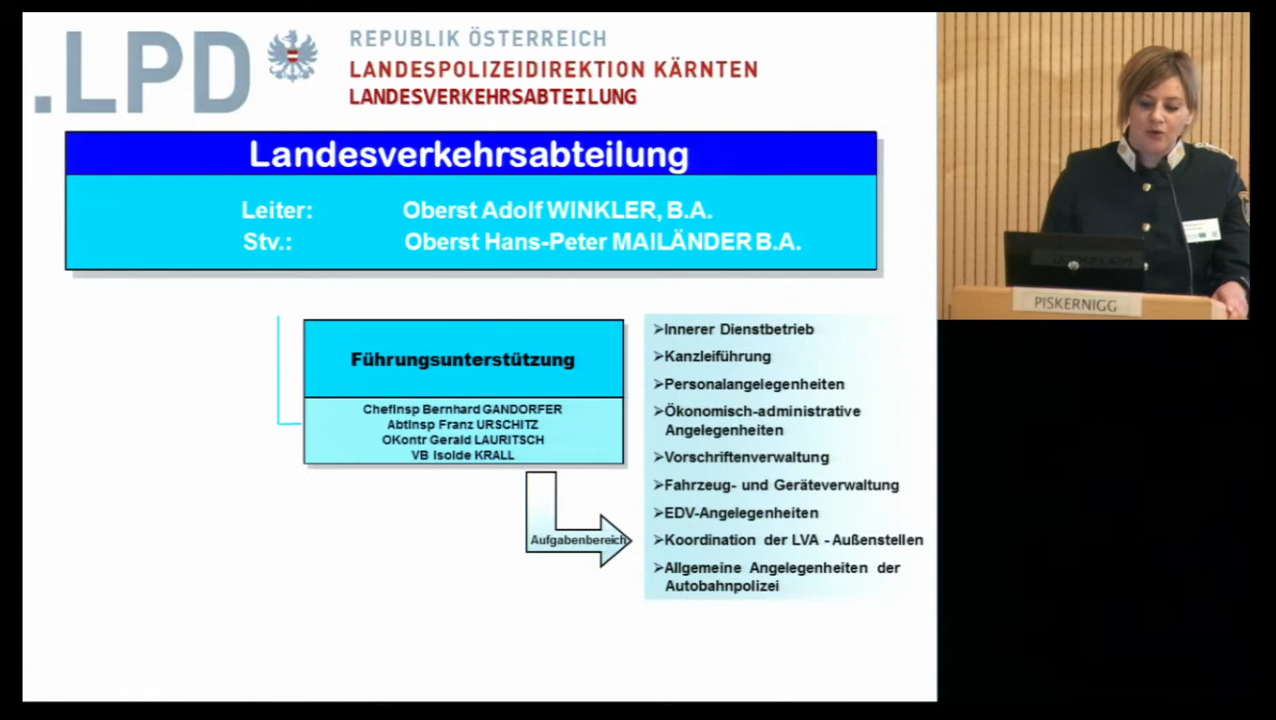 .LPD
REPUBLIK ÖSTERREICH
LANDESPOLIZEIDIREKTION KÄRNTEN
LANDESVERKEHRSABTEILUNG
Landesverkehrsabteilung
Leiter: Oberst Adolf WINKLER, B.A.
Stv.: Oberst Hans-Peter MAILÄNDER B.A.
Führungsunterstützung
ChefInsp Bernhard GANDORFER
AbtInsp Franz URSCHITZ
OKontr Gerald LAURITSCH
VB Isolde KRALL
Aufgabenbereich
➢Innerer Dienstbetrieb
➢Kanzleiführung
➢Personalangelegenheiten
➢Ökonomisch-administrative
Angelegenheiten
➢Vorschriftenverwaltung
➢Fahrzeug- und Geräteverwaltung
➢EDV-Angelegenheiten
➢Koordination der LVA - Außenstellen
➢Allgemeine Angelegenheiten der
Autobahnpolizei
PISKERNIGG